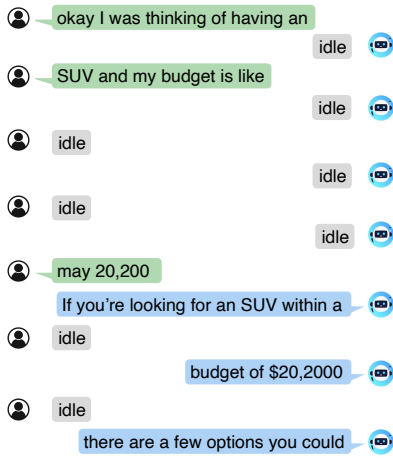 okay I was thinking of having an
idle
SUV and my budget is like
idle
idle
idle
idle
idle
may 20,200
If you're looking for an SUV within a
idle
budget of $20,2000
idle
there are a few options you could